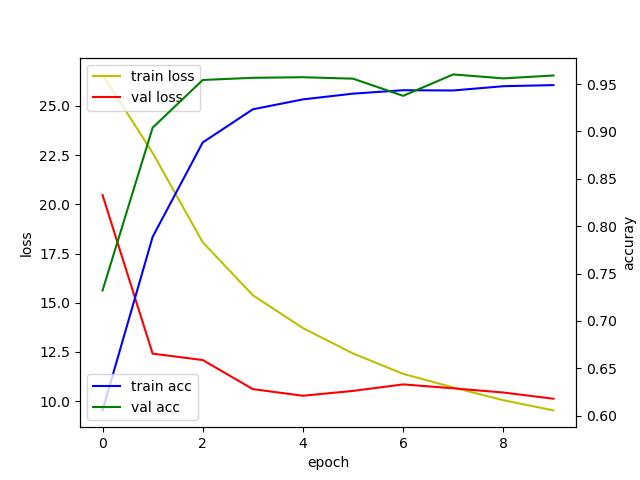 train loss
val loss
train acc
val acc
25.0
22.5
20.0
17.5
15.0
12.5
10.0
loss
0.95
0.90
0.85
0.80
0.75
0.70
0.65
0.60
accuray
0 2 4 6 8
epoch